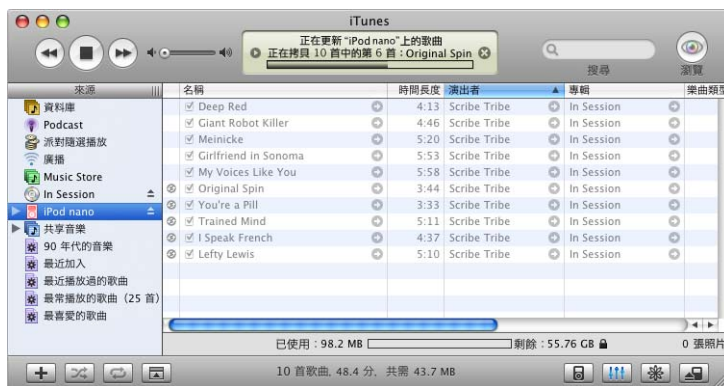 iTunes
正在更新 “iPod nano”上的歌曲
正在拷貝 10 首中的第 6 首：Original Spin
搜尋
瀏覽
來源
名稱 時間長度 演出者 專輯 樂曲類型
資料庫
Podcast
派對隨選播放
廣播
Music Store
In Session
iPod nano
共享音樂
90 年代的音樂
最近加入
最近播放過的歌曲
最常播放的歌曲（25 首）
最喜愛的歌曲
Deep Red 4:13 Scribe Tribe In Session
Giant Robot Killer 4:46 Scribe Tribe In Session
Meinicke 5:20 Scribe Tribe In Session
Girlfriend in Sonoma 5:53 Scribe Tribe In Session
My Voices Like You 5:58 Scribe Tribe In Session
Original Spin 3:44 Scribe Tribe In Session
You're a Pill 3:33 Scribe Tribe In Session
Trained Mind 5:11 Scribe Tribe In Session
I Speak French 4:37 Scribe Tribe In Session
Lefty Lewis 5:10 Scribe Tribe In Session
已使用：98.2 MB 剩餘：55.76 GB 0 張照片
10 首歌曲, 48.4 分, 共需 43.7 MB